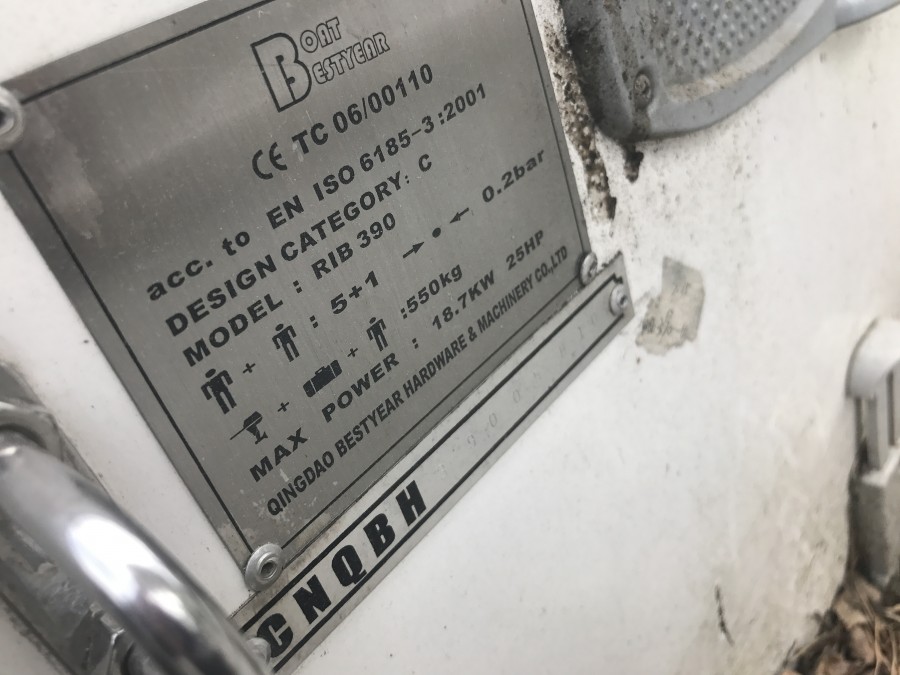 BOAT
BESTYEAR
CE TC 06/00110
acc. to EN ISO 6185-3:2001
DESIGN CATEGORY: C
MODEL : RIB 390
+ : 5+1 → • ← 0.2bar
+ + :550kg
MAX POWER : 18.7KW 25HP
QINGDAO BESTYEAR HARDWARE & MACHINERY CO.,LTD
CNQBH